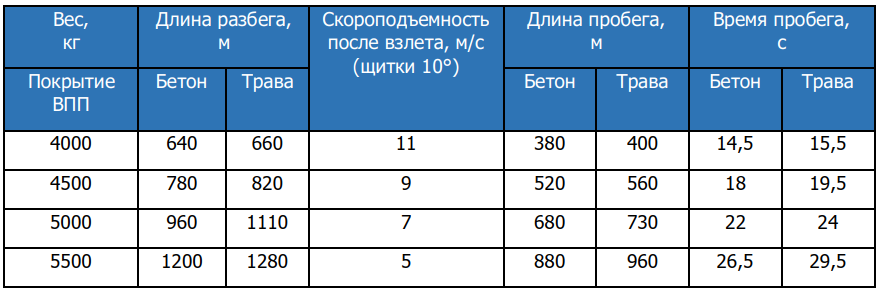 Вес, кг Длина разбега, м Скороподъемность после взлета, м/с (щитки 10°) Длина пробега, м Время пробега, с
Покрытие ВПП Бетон Трава Бетон Трава Бетон Трава
4000 640 660 11 380 400 14,5 15,5
4500 780 820 9 520 560 18 19,5
5000 960 1110 7 680 730 22 24
5500 1200 1280 5 880 960 26,5 29,5